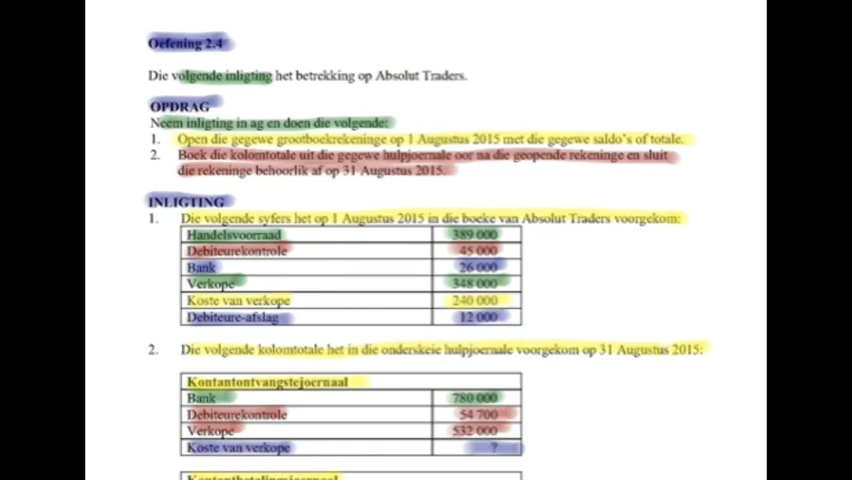 Oefening 2.4
Die volgende inligting het betrekking op Absolut Traders.
OPDRAG
Neem inligting in ag en doen die volgende:
1. Open die gegewe grootboekrekeninge op 1 Augustus 2015 met die gegewe saldo's of totale.
2. Boek die kolomtotale uit die gegewe hulpjoernale oor na die geopende rekeninge en sluit
die rekeninge behoorlik af op 31 Augustus 2015.
INLIGTING
1. Die volgende syfers het op 1 Augustus 2015 in die boeke van Absolut Traders voorgekom:
Handelsvoorraad 389 000
Debiteurekontrole 45 000
Bank 26 000
Verkope 348 000
Koste van verkope 240 000
Debiteure-afslag 12 000
2. Die volgende kolomtotale het in die onderskeie hulpjoernale voorgekom op 31 Augustus 2015:
Kontantontvangstejoernaal
Bank 780 000
Debiteurekontrole 54 700
Verkope 532 000
Koste van verkope ?
Kontantbetalingsjoernaal